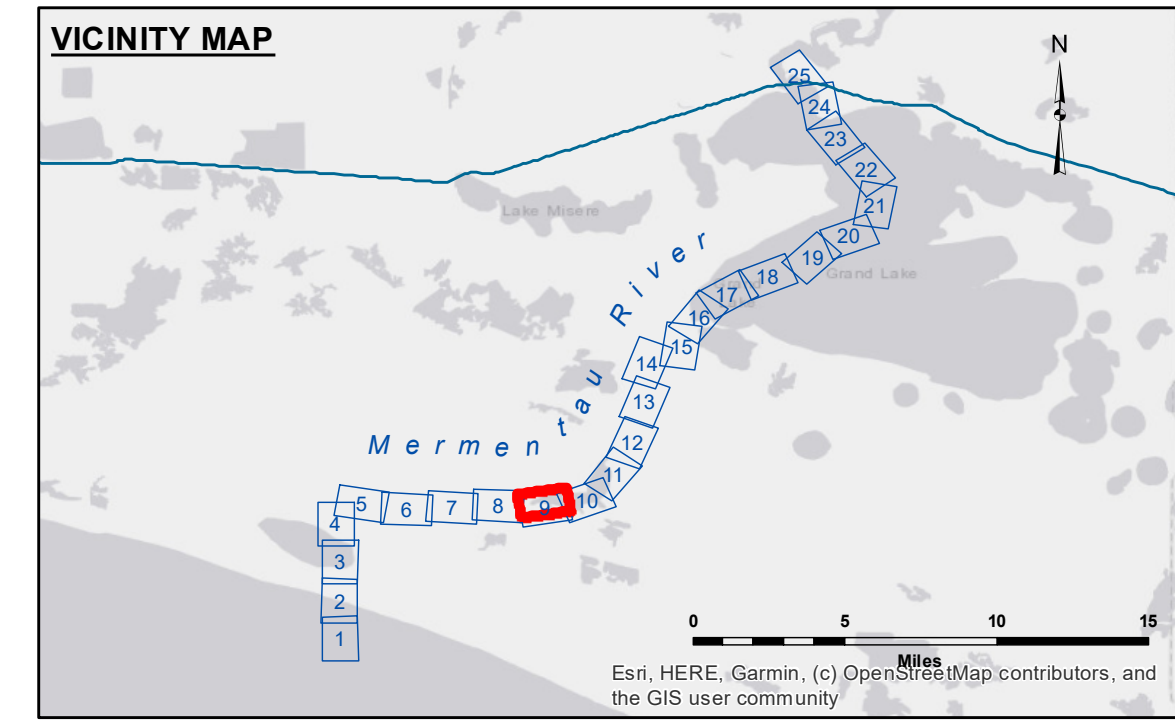 VICINITY MAP
N
25
24
23
22
21
20
19
18
17
16
15
14
13
12
11
10
9
8
7
6
5
4
3
2
1
Lake Misere
Grand Lake
Grand
Lake
Mermentau River
0 5 10 15
Miles
Esri, HERE, Garmin, (c) OpenStreetMap contributors, and
the GIS user community